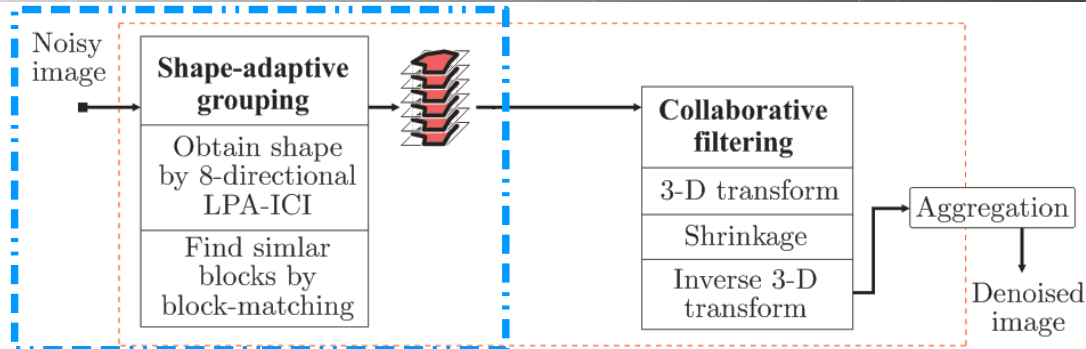 Noisy
image
Shape-adaptive
grouping
Obtain shape
by 8-directional
LPA-ICI
Find simlar
blocks by
block-matching
Collaborative
filtering
3-D transform
Shrinkage
Inverse 3-D
transform
Aggregation
Denoised
image